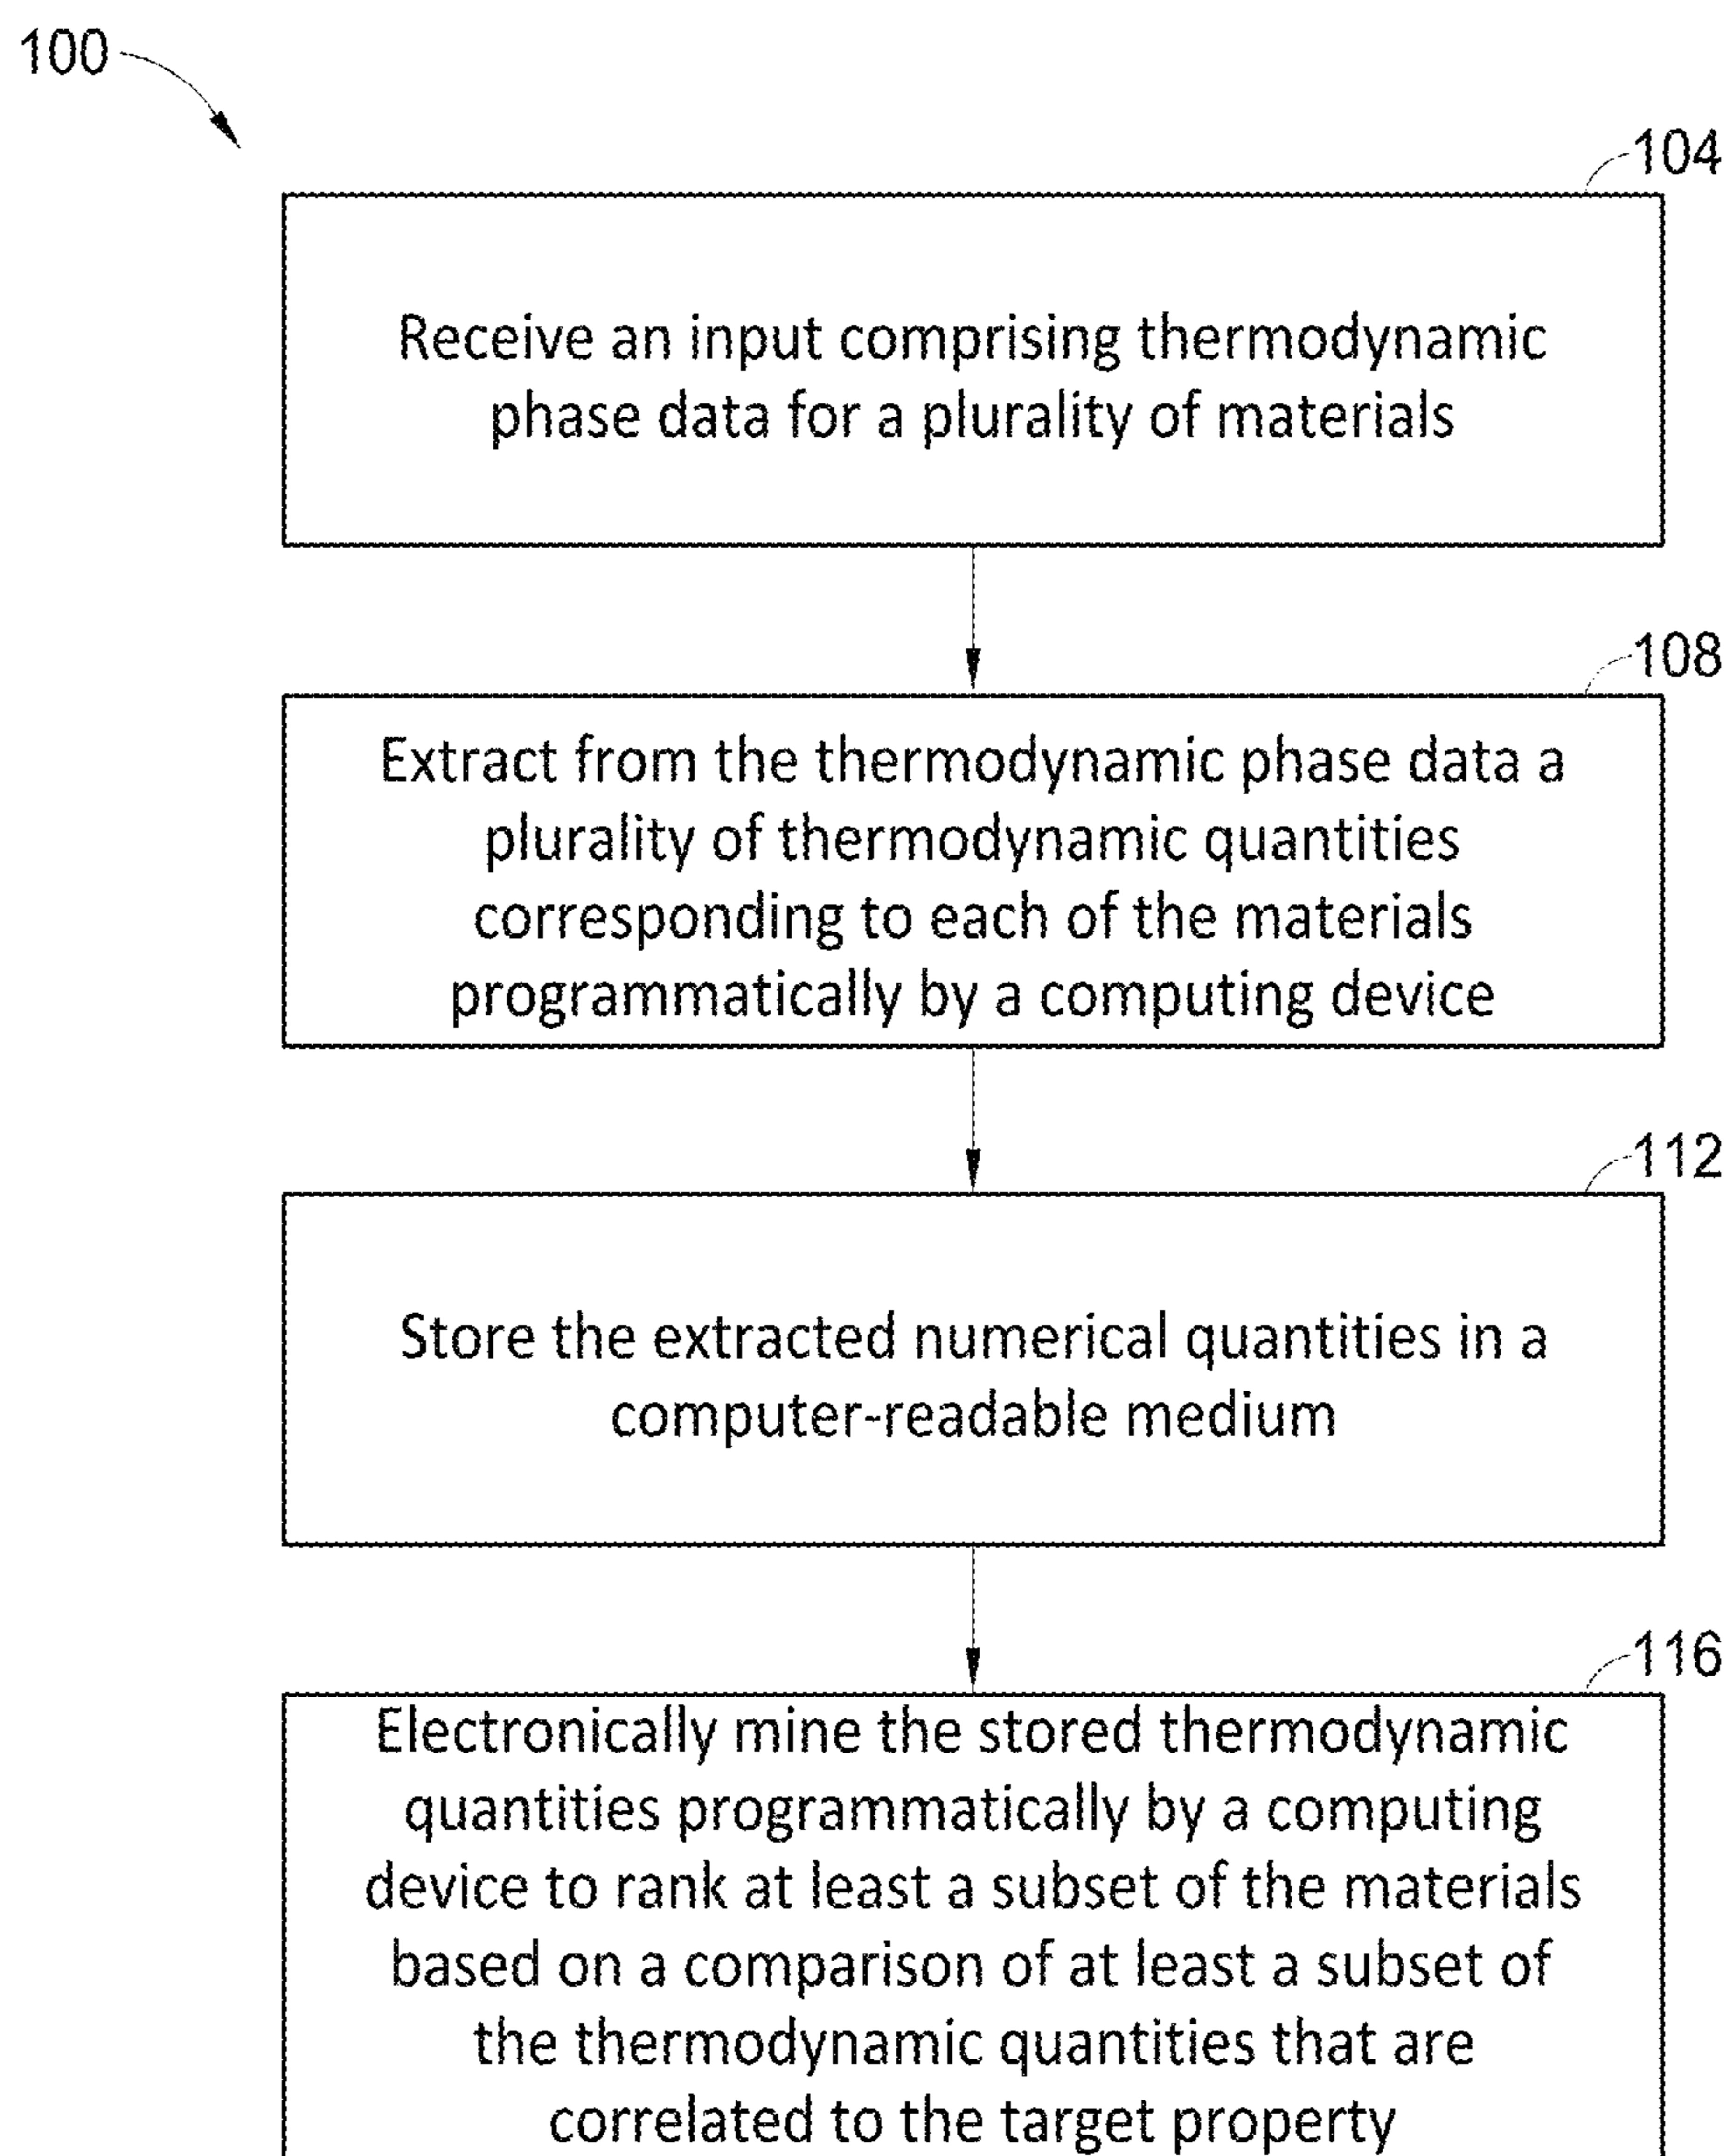 100
104
Receive an input comprising thermodynamic
phase data for a plurality of materials
108
Extract from the thermodynamic phase data a
plurality of thermodynamic quantities
corresponding to each of the materials
programmatically by a computing device
112
Store the extracted numerical quantities in a
computer-readable medium
116
Electronically mine the stored thermodynamic
quantities programmatically by a computing
device to rank at least a subset of the materials
based on a comparison of at least a subset of
the thermodynamic quantities that are
correlated to the target property